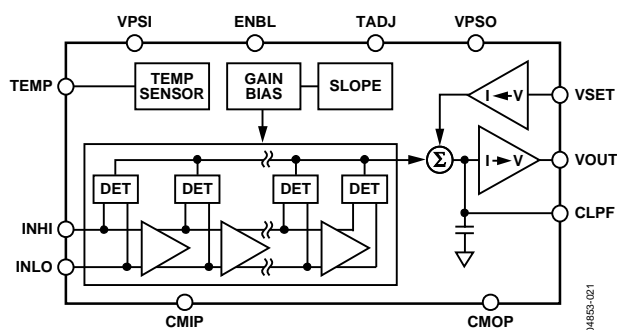 VPSI ENBL TADJ VPSO
TEMP
TEMP
SENSOR
GAIN
BIAS
SLOPE
I V
VSET
Σ
I V
VOUT
DET DET DET DET
CLPF
INHI
INLO
CMIP CMOP
04853-021